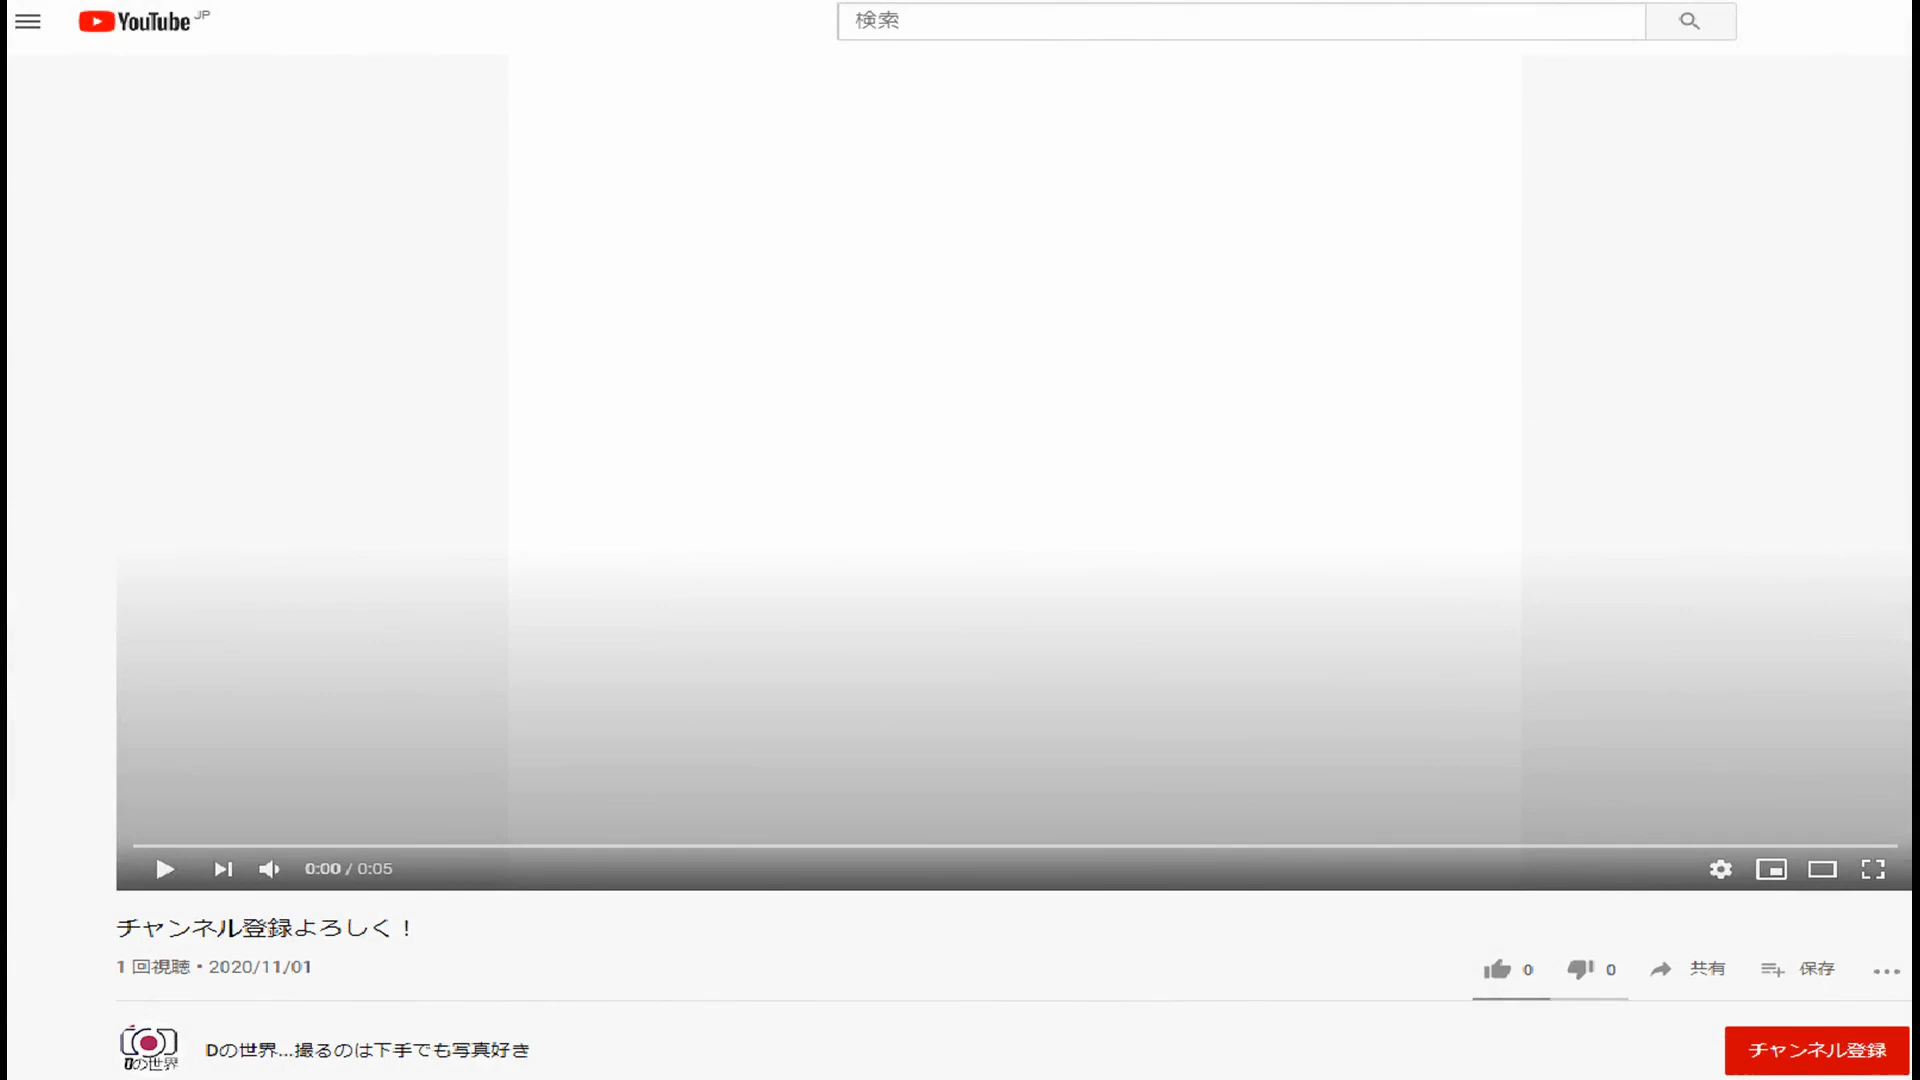 YouTube JP
検索
0:00 / 0:05
チャンネル登録よろしく！
1 回視聴・2020/11/01
0 0 共有 保存
Dの世界
Dの世界...撮るのは下手でも写真好き
チャンネル登録